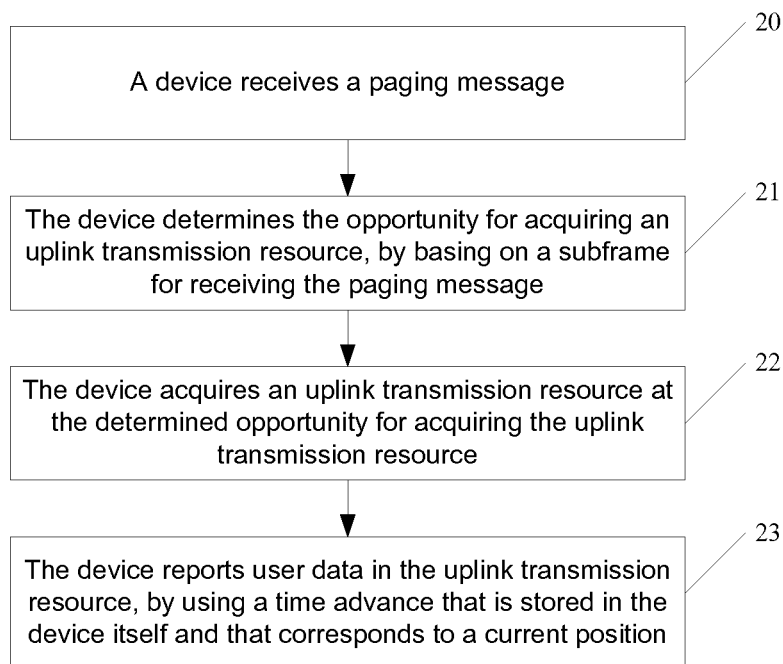 20
A device receives a paging message
21
The device determines the opportunity for acquiring an
uplink transmission resource, by basing on a subframe
for receiving the paging message
22
The device acquires an uplink transmission resource at
the determined opportunity for acquiring the uplink
transmission resource
23
The device reports user data in the uplink transmission
resource, by using a time advance that is stored in the
device itself and that corresponds to a current position